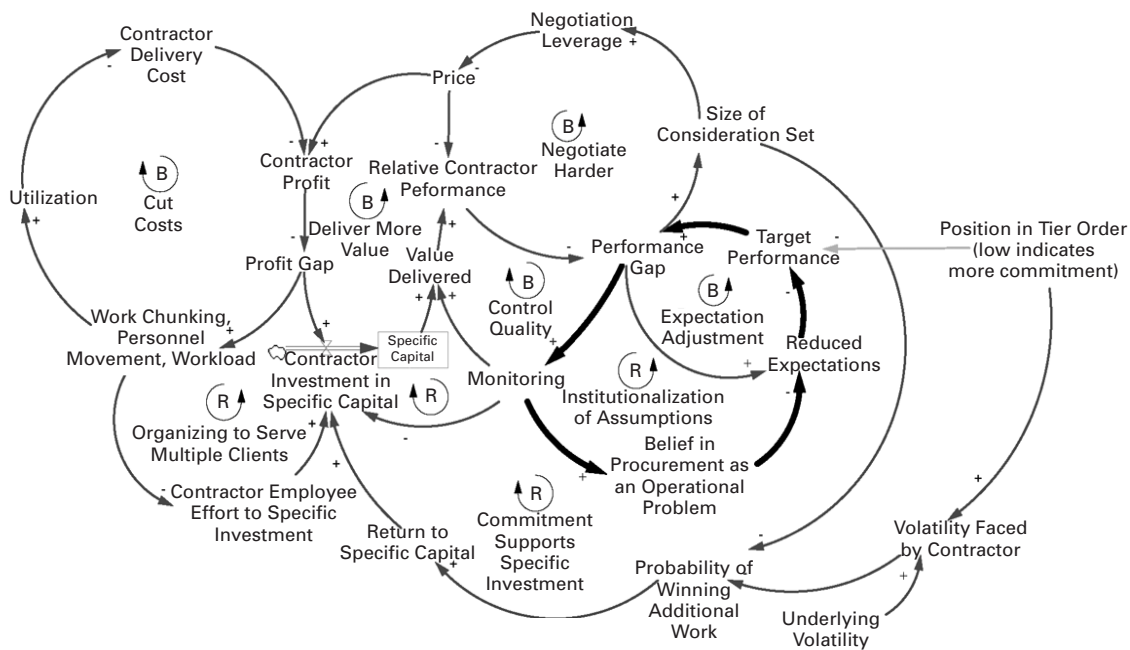 Negotiation
Leverage
+
Contractor
Delivery
Cost
-
Price
-
Size of
Consideration Set
B
Negotiate
Harder
-
+
-
Contractor
Profit
Relative Contractor
Peformance
B
Cut
Costs
Utilization
+
B
Deliver More
Value
+
+
-
Profit Gap
Value
Delivered
+
+
-
Performance
Gap
+
Target
Performance
-
-
Position in Tier Order
(low indicates
more commitment)
B
Control
Quality
+
B
Expectation
Adjustment
Work Chunking,
Personnel
Movement, Workload
+
+
Specific
Capital
Contractor
Investment in
Specific Capital
Reduced
Expectations
+
-
Monitoring
R
Institutionalization
of Assumptions
R
R
Organizing to Serve
Multiple Clients
+
-
+
Belief in
Procurement as
an Operational
Problem
+
- Contractor Employee
Effort to Specific
Investment
R
Commitment
Supports
Specific
Investment
Return to
Specific Capital
+
+
Volatility Faced
by Contractor
+
-
Probability of
Winning
Additional
Work
-
Underlying
Volatility